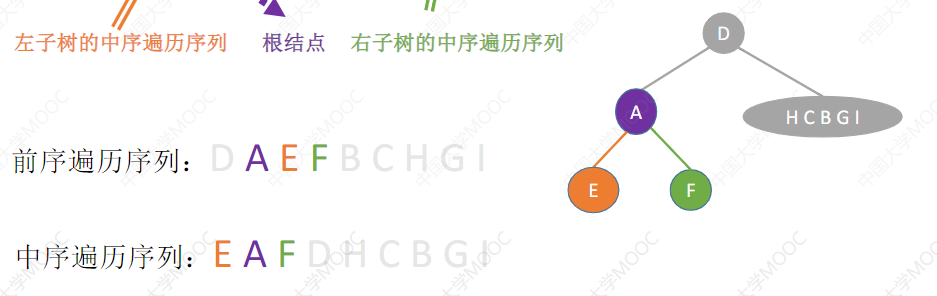 左子树的中序遍历序列 根结点 右子树的中序遍历序列
D
A
H C B G I
E F
前序遍历序列：D A E F B C H G I
中序遍历序列：E A F D H C B G I
中国大学MOOC